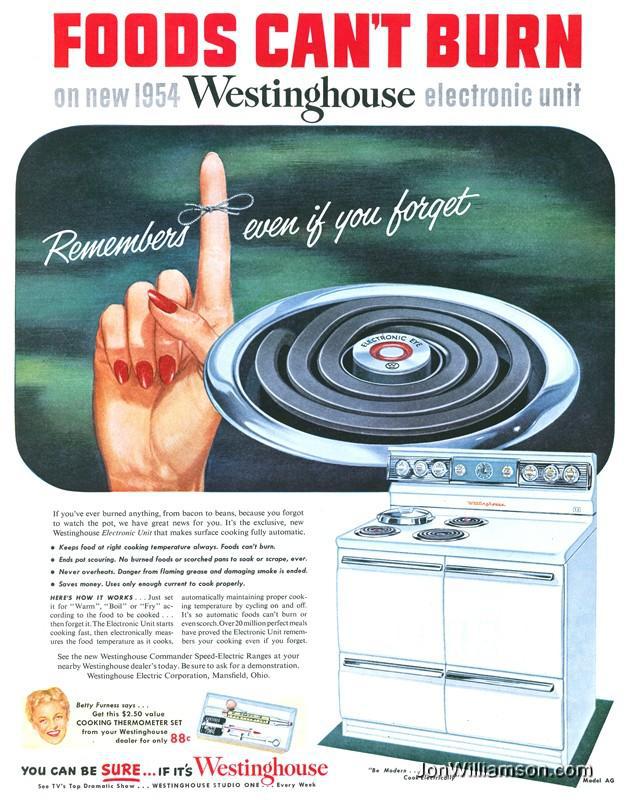 FOODS CAN'T BURN
on new 1954 Westinghouse electronic unit
Remembers even if you forget
ELECTRONIC EYE
W
Westinghouse
If you've ever burned anything, from bacon to beans, because you forgot
to watch the pot, we have great news for you. It's the exclusive, new
Westinghouse Electronic Unit that makes surface cooking fully automatic.
• Keeps food at right cooking temperature always. Foods can't burn.
• Ends pot scouring. No burned foods or scorched pans to soak or scrape, ever.
• Never overheats. Danger from flaming grease and damaging smoke is ended.
• Saves money. Uses only enough current to cook properly.
HERE'S HOW IT WORKS . . . Just set
it for "Warm", "Boil" or "Fry" ac-
cording to the food to be cooked . . .
then forget it. The Electronic Unit starts
cooking fast, then electronically meas-
ures the food temperature as it cooks,
automatically maintaining proper cook-
ing temperature by cycling on and off.
It's so automatic foods can't burn or
even scorch. Over 20 million perfect meals
have proved the Electronic Unit remem-
bers your cooking even if you forget.
See the new Westinghouse Commander Speed-Electric Ranges at your
nearby Westinghouse dealer's today. Be sure to ask for a demonstration.
Westinghouse Electric Corporation, Mansfield, Ohio.
Betty Furness says . . .
Get this $2.50 value
COOKING THERMOMETER SET
from your Westinghouse
dealer for only 88c
YOU CAN BE SURE...IF IT'S Westinghouse
See TV's Top Dramatic Show . . . WESTINGHOUSE STUDIO ONE . . . Every Week
"Be Modern . . .
Cook Electrically"
JonWilliamson.com
Model AG